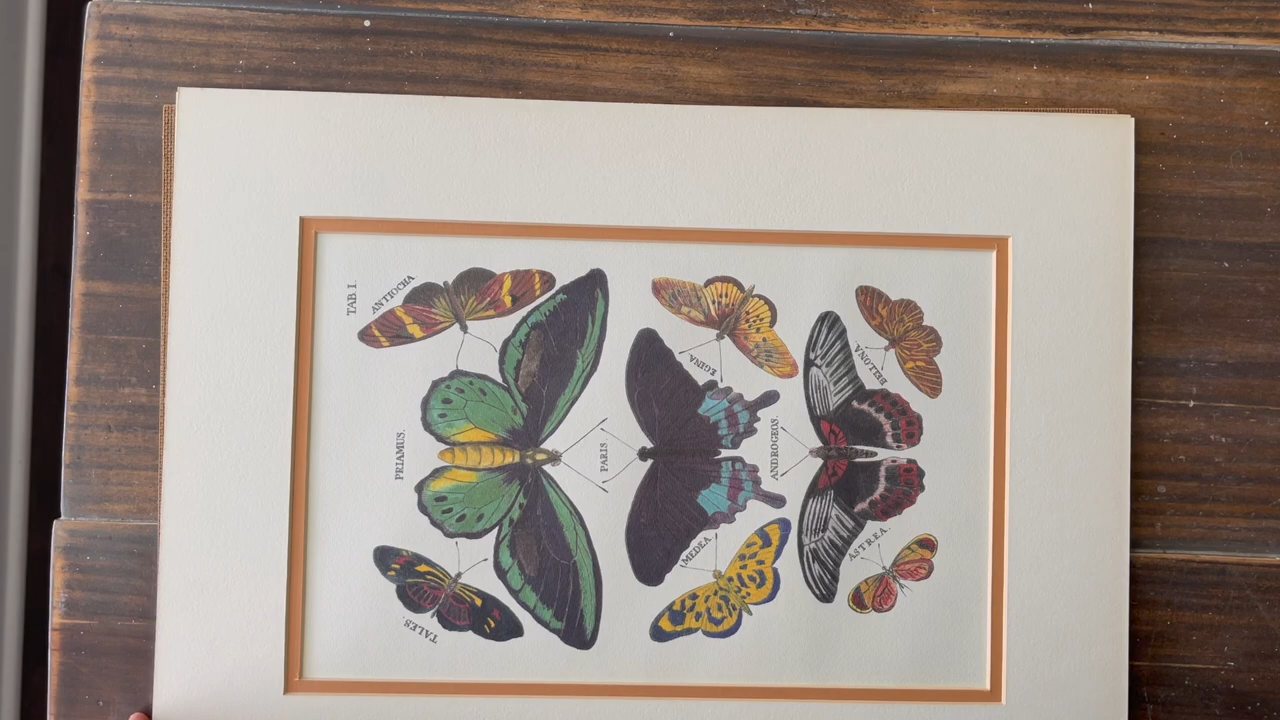 TAB I.
ANTIOCHA.
PRIAMUS.
TALES.
PARIS
EGINA.
MEDEA.
ANDROGEOS.
BELLONA.
ASTREA.